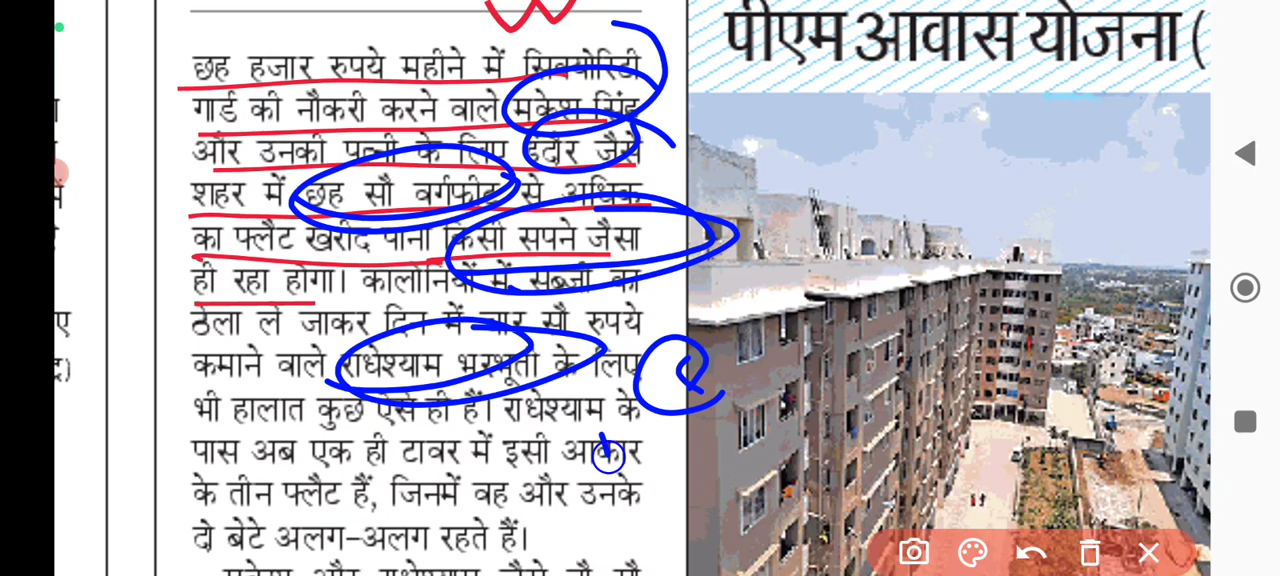 पीएम आवास योजना (
छह हजार रुपये महीने में सिक्योरिटी
गार्ड की नौकरी करने वाले मुकेश सिंह
और उनकी पत्नी के लिए इंदौर जैसे
शहर में छह सौ वर्गफीट से अधिक
का फ्लैट खरीद पाना किसी सपने जैसा
ही रहा होगा। कालोनियों में सब्जी का
ठेला ले जाकर दिन में चार सौ रुपये
कमाने वाले राधेश्याम भरभूती के लिए
भी हालात कुछ ऐसे ही हैं। राधेश्याम के
पास अब एक ही टावर में इसी आकार
के तीन फ्लैट हैं, जिनमें वह और उनके
दो बेटे अलग-अलग रहते हैं।